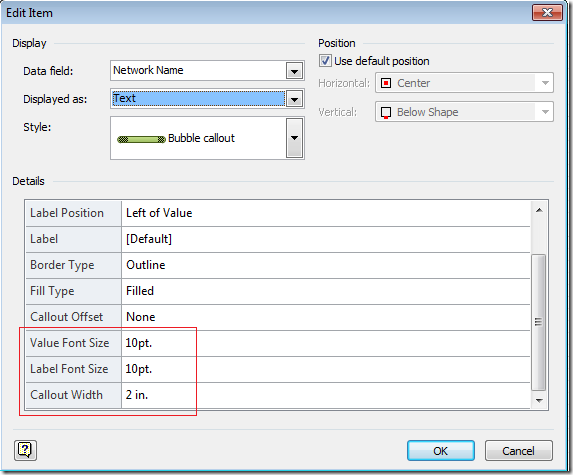 Edit Item
Display
Data field: Network Name
Displayed as: Text
Style: Bubble callout
Position
Use default position
Horizontal: Center
Vertical: Below Shape
Details
Label Position Left of Value
Label [Default]
Border Type Outline
Fill Type Filled
Callout Offset None
Value Font Size 10pt.
Label Font Size 10pt.
Callout Width 2 in.
?
OK Cancel